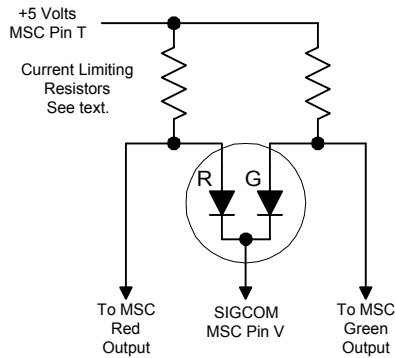 +5 Volts
MSC Pin T
Current Limiting
Resistors
See text.
R
G
To MSC
Red
Output
SIGCOM
MSC Pin V
To MSC
Green
Output